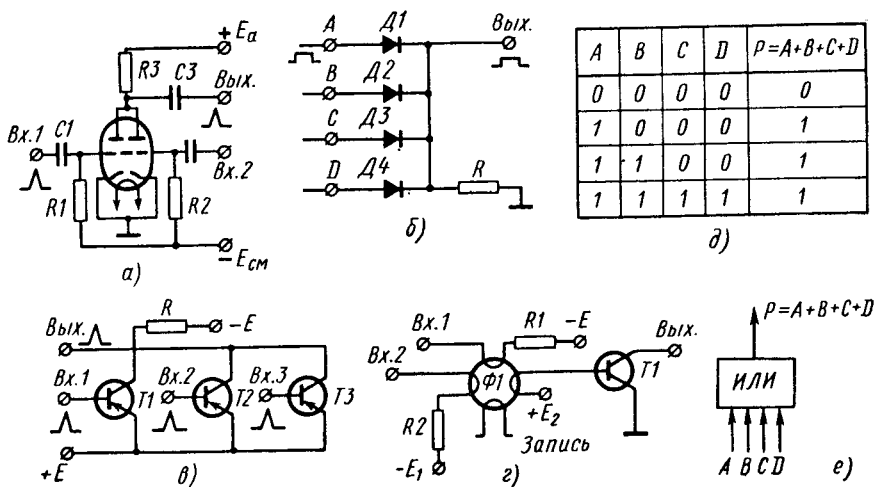 + Eа
R3
C3
Вых.
Вх.1
C1
Вх.2
R1
R2
− Eсм
а)
A
Д1
Вых.
B
Д2
C
Д3
D
Д4
R
б)
A B C D P=A+B+C+D
0 0 0 0 0
1 0 0 0 1
1 1 0 0 1
1 1 1 1 1
д)
R
−E
Вых.
Вх.1
T1
Вх.2
T2
Вх.3
T3
+E
в)
Вх.1
R1
−E
Вх.2
Ф1
Вых.
T1
+E2
R2
Запись
−E1
г)
P=A+B+C+D
ИЛИ
A B C D
е)